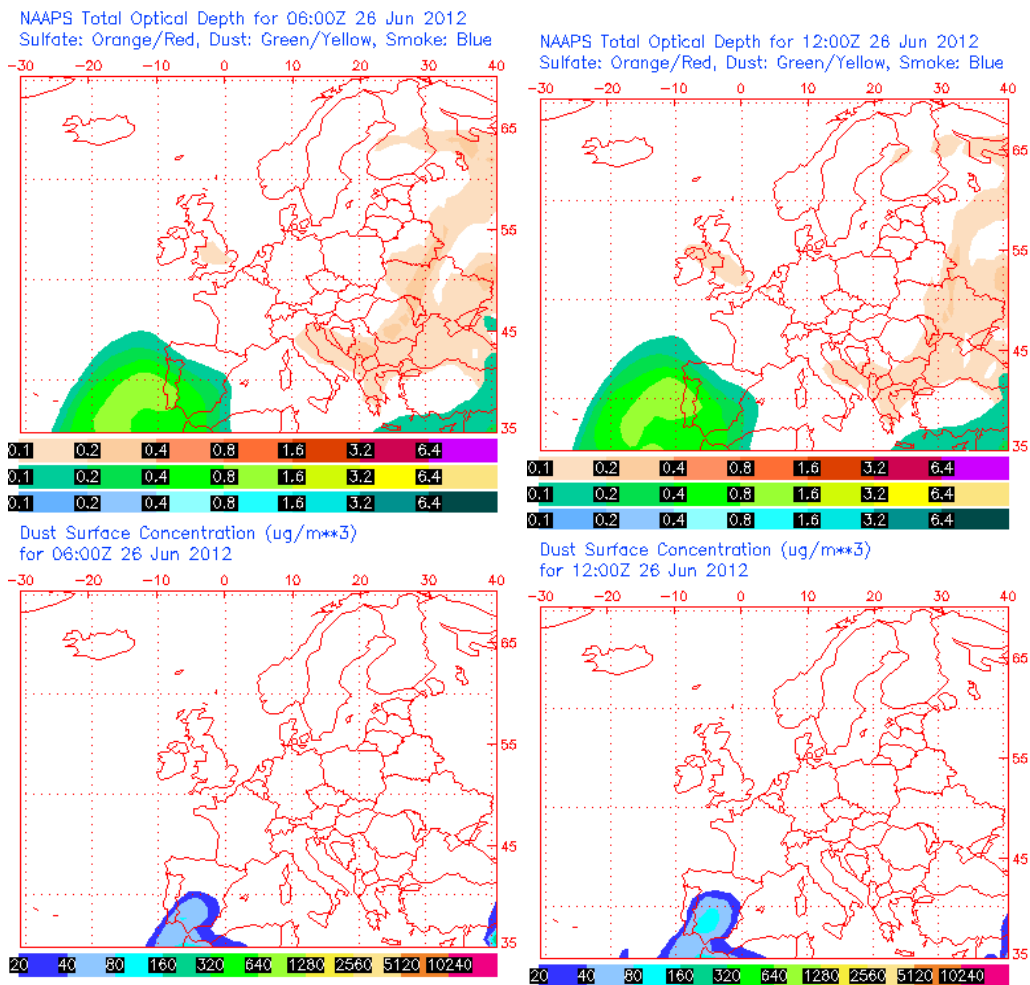 NAAPS Total Optical Depth for 06:00Z 26 Jun 2012
Sulfate: Orange/Red, Dust: Green/Yellow, Smoke: Blue
-30 -20 -10 0 10 20 30 40
65
55
45
35
0.1 0.2 0.4 0.8 1.6 3.2 6.4
0.1 0.2 0.4 0.8 1.6 3.2 6.4
0.1 0.2 0.4 0.8 1.6 3.2 6.4
NAAPS Total Optical Depth for 12:00Z 26 Jun 2012
Sulfate: Orange/Red, Dust: Green/Yellow, Smoke: Blue
-30 -20 -10 0 10 20 30 40
65
55
45
35
0.1 0.2 0.4 0.8 1.6 3.2 6.4
0.1 0.2 0.4 0.8 1.6 3.2 6.4
0.1 0.2 0.4 0.8 1.6 3.2 6.4
Dust Surface Concentration (ug/m**3)
for 06:00Z 26 Jun 2012
-30 -20 -10 0 10 20 30 40
65
55
45
35
20 40 80 160 320 640 1280 2560 5120 10240
Dust Surface Concentration (ug/m**3)
for 12:00Z 26 Jun 2012
-30 -20 -10 0 10 20 30 40
65
55
45
35
20 40 80 160 320 640 1280 2560 5120 10240